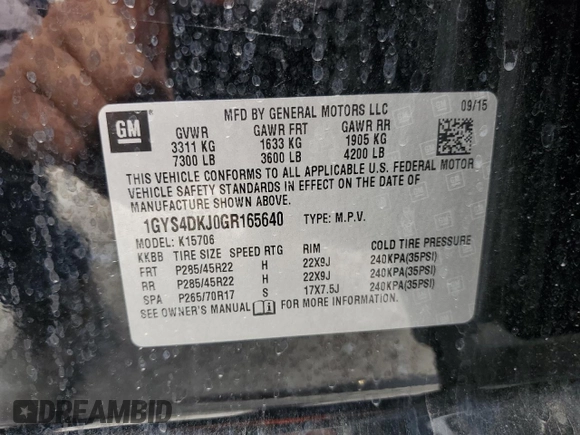 MFD BY GENERAL MOTORS LLC 09/15
GM
GVWR GAWR FRT GAWR RR
3311 KG 1633 KG 1905 KG
7300 LB 3600 LB 4200 LB
THIS VEHICLE CONFORMS TO ALL APPLICABLE U.S. FEDERAL MOTOR
VEHICLE SAFETY STANDARDS IN EFFECT ON THE DATE OF
MANUFACTURE SHOWN ABOVE.
1GYS4DKJ0GR165640 TYPE: M.P.V.
MODEL: K15706
KKBB TIRE SIZE SPEED RTG RIM COLD TIRE PRESSURE
FRT P285/45R22 H 22X9J 240KPA(35PSI)
RR P285/45R22 H 22X9J 240KPA(35PSI)
SPA P265/70R17 S 17X7.5J 240KPA(35PSI)
SEE OWNER'S MANUAL FOR MORE INFORMATION
DREAMBID